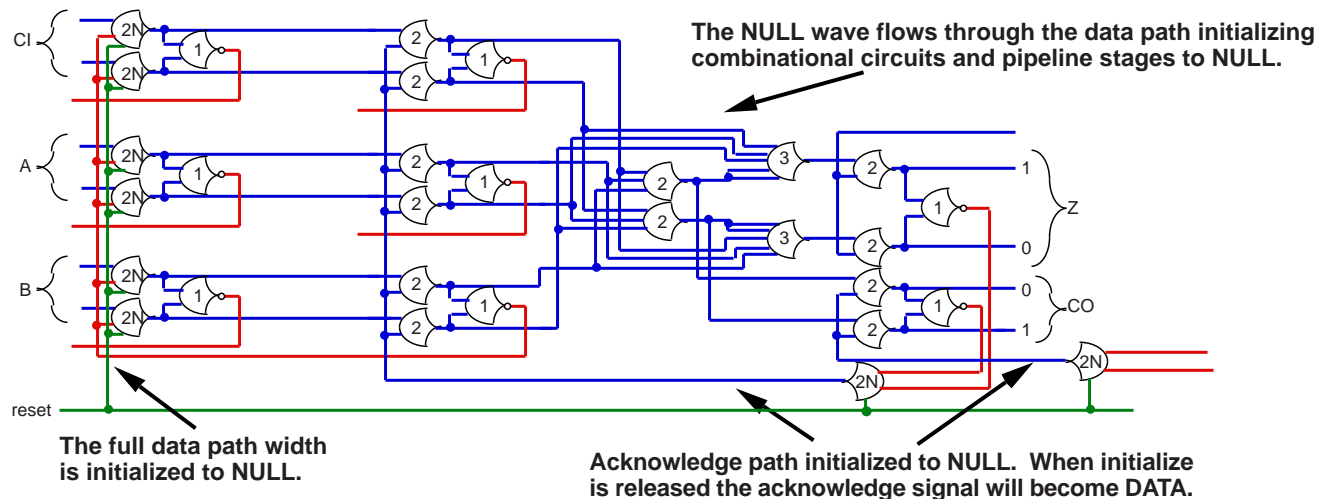 The NULL wave flows through the data path initializing
combinational circuits and pipeline stages to NULL.
CI
2N
1
2N
2
1
2
A
2N
1
2N
2
1
2
2
2
3
3
2
1
2
1
Z
0
B
2N
1
2N
2
1
2
2
1
2
0
CO
1
2N
2N
reset
The full data path width
is initialized to NULL.
Acknowledge path initialized to NULL.  When initialize
is released the acknowledge signal will become DATA.